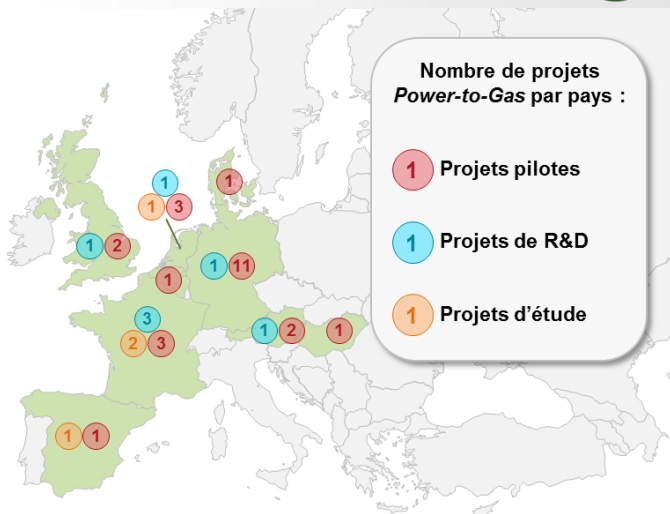 Nombre de projets
Power-to-Gas par pays :
1 Projets pilotes
1 Projets de R&D
1 Projets d'étude
1
1 3
1
1 2
1 11
1
3
2 3
1 2
1
1 1